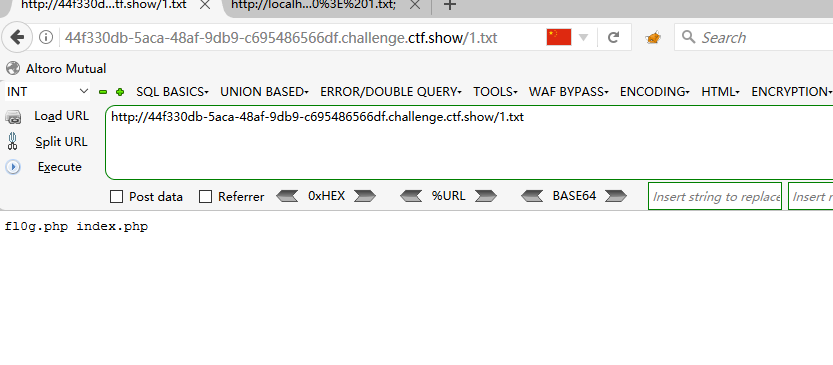 http://44f330d...tf.show/1.txt
http://localh...0%3E%201.txt;
44f330db-5aca-48af-9db9-c695486566df.challenge.ctf.show/1.txt
Search
Altoro Mutual
INT SQL BASICS UNION BASED ERROR/DOUBLE QUERY TOOLS WAF BYPASS ENCODING HTML ENCRYPTION
Load URL
http://44f330db-5aca-48af-9db9-c695486566df.challenge.ctf.show/1.txt
Split URL
Execute
Post data Referrer 0xHEX %URL BASE64 Insert string to replace Insert r
fl0g.php index.php